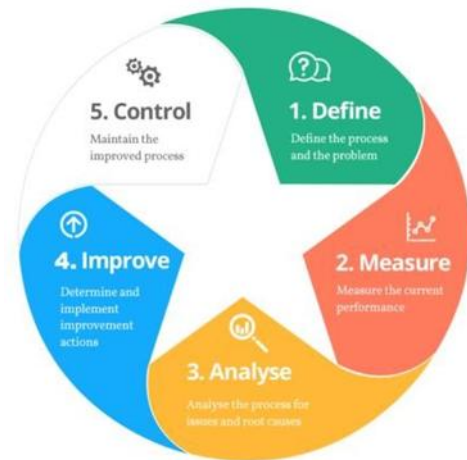 1. Define
Define the process
and the problem
2. Measure
Measure the current
performance
3. Analyse
Analyse the process for
issues and root causes
4. Improve
Determine and
implement
improvement
actions
5. Control
Maintain the
improved process